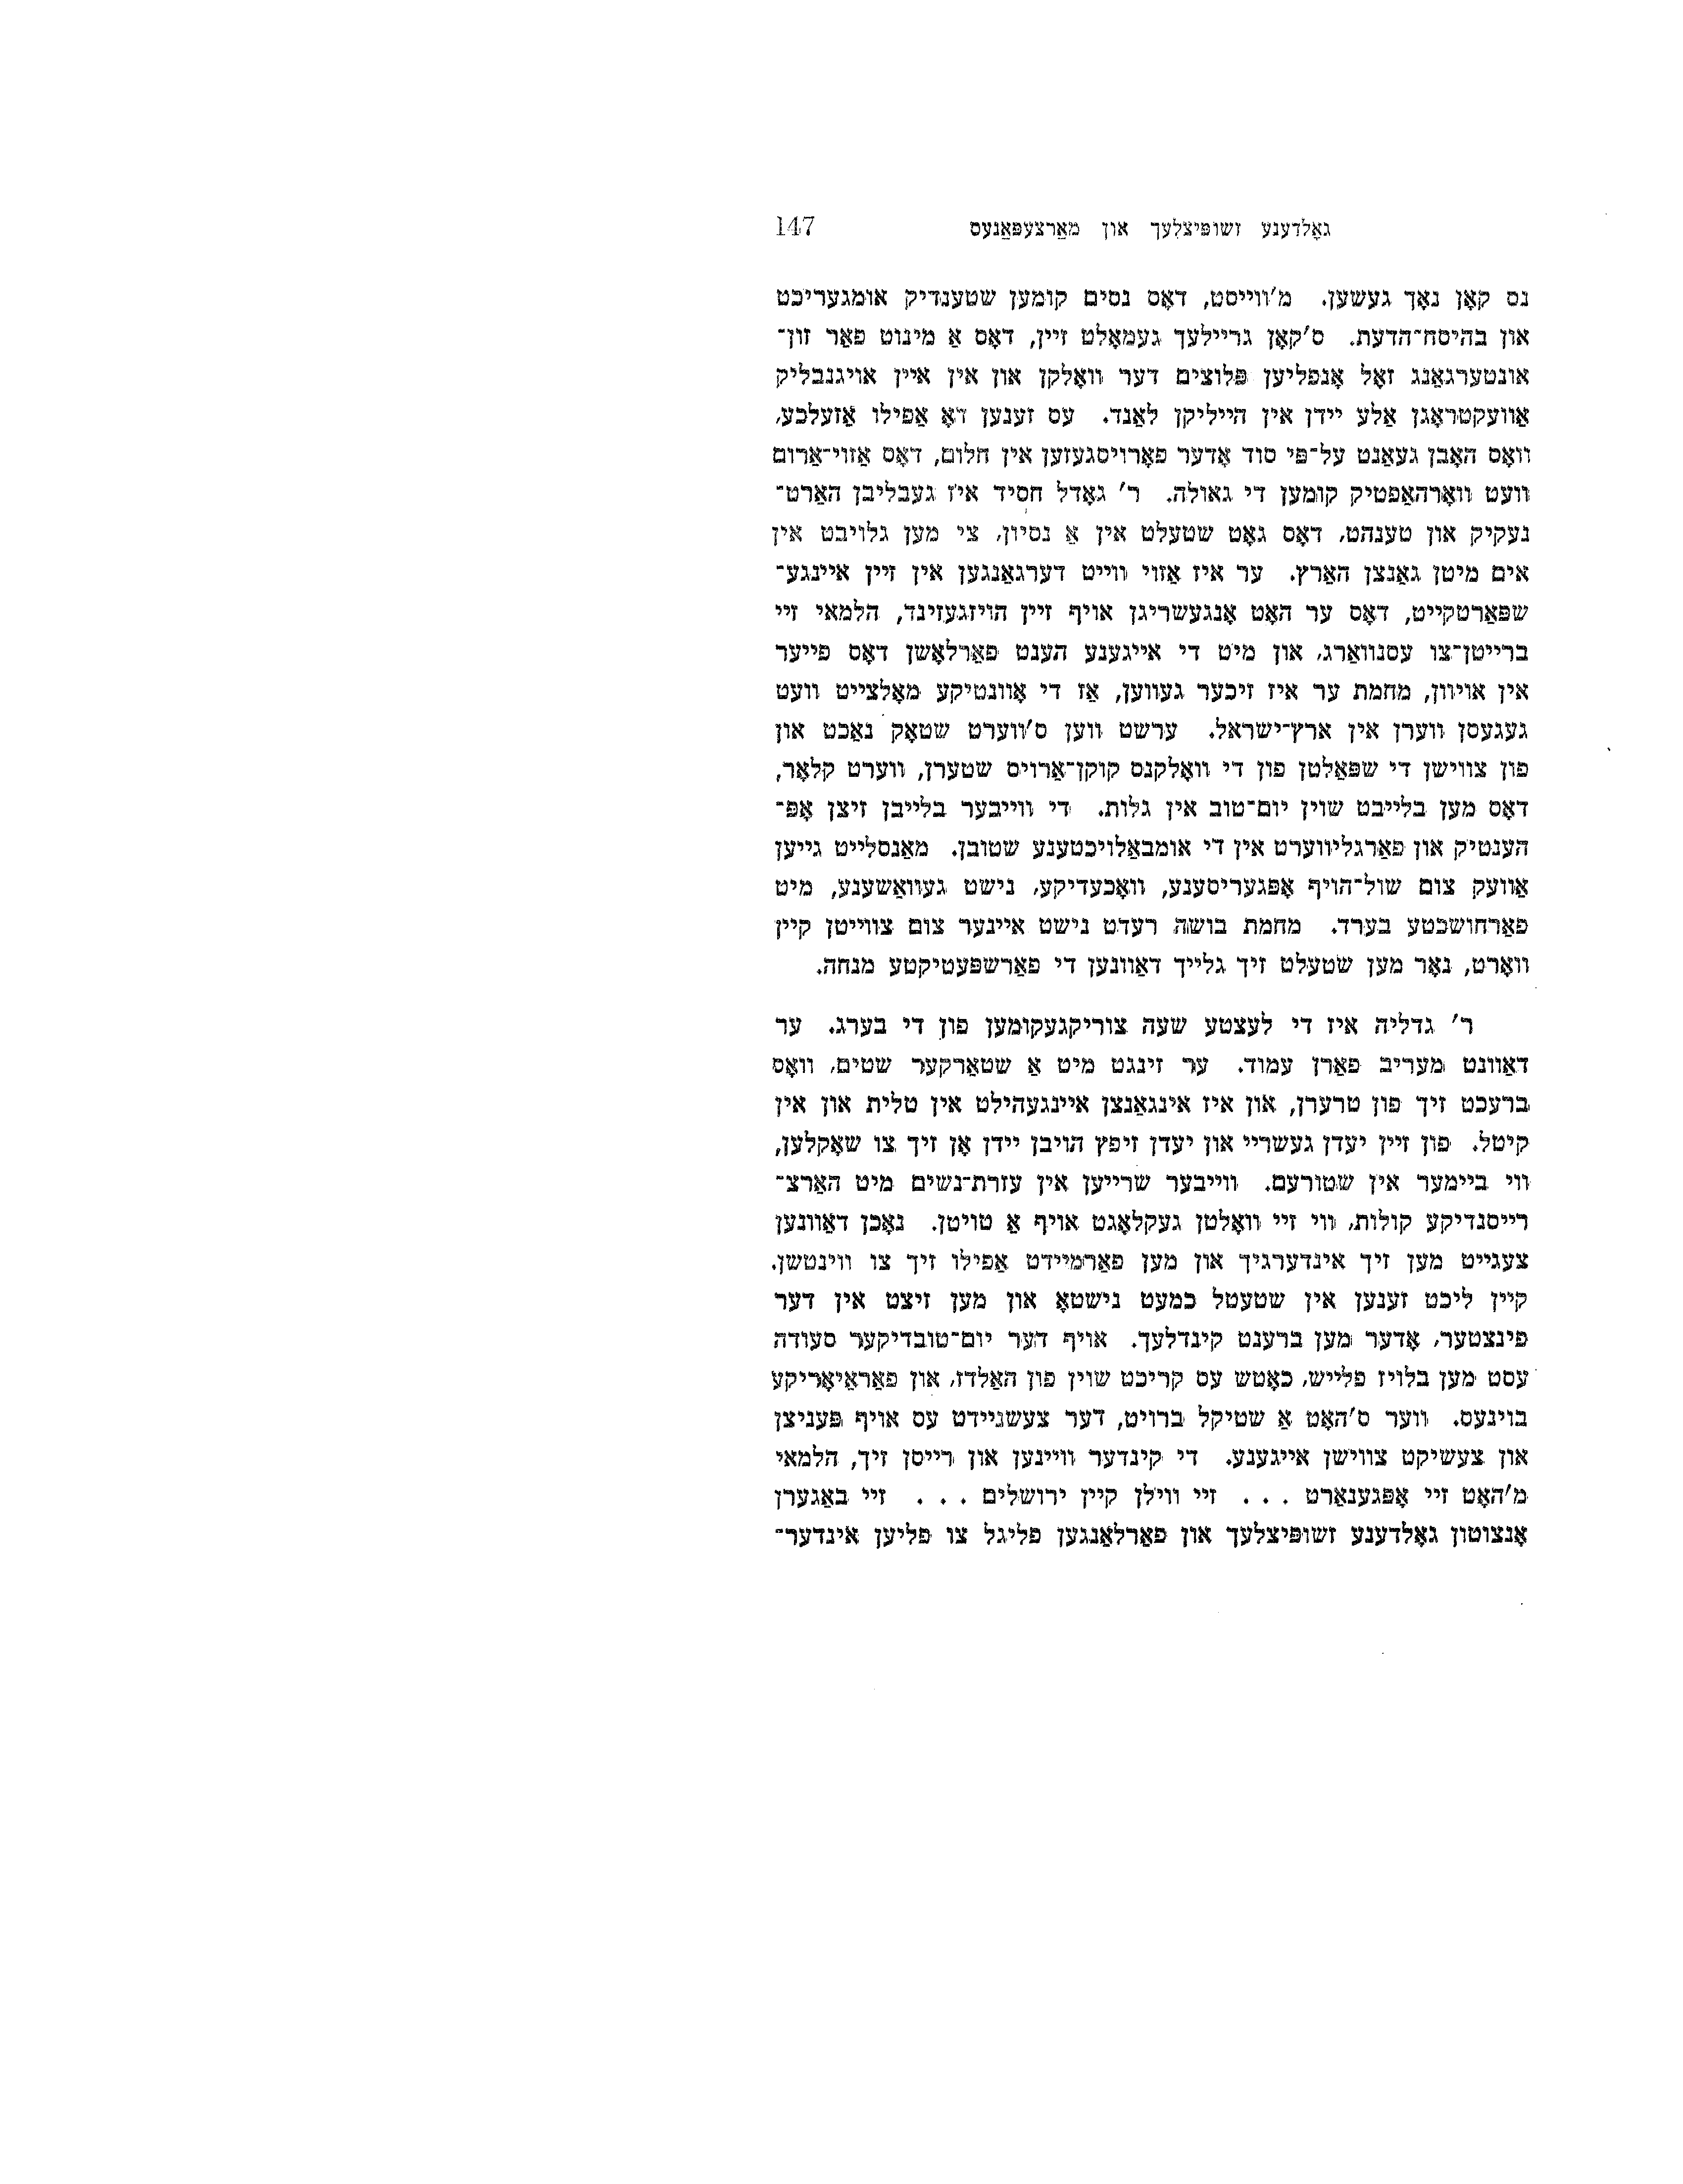 גאָלדענע זשופּיצלעך און מאַרצעפּאַנעס 147
נס קאָן נאָך געשען. מ'ווייסט, דאָס נסים קומען שטענדיק אומגעריכט
און בהיסח־הדעת. ס'קאָן גריילעך געמאָלט זיין, דאָס אַ מינוט פאַר זון־
אונטערגאַנג זאָל אָנפליען פּלוצים דער וואָלקן און אין איין אויגנבליק
אַוועקטראָגן אַלע יידן אין הייליקן לאַנד. עס זענען דאָ אַפילו אַזעלכע,
וואָס האָבן געאַנט על־פּי סוד אָדער פאָרויסגעזען אין חלום, דאָס אַזוי־אַרום
וועט וואָרהאַפטיק קומען די גאולה. ר' גאָדל חסיד איז געבליבן האַרט־
נעקיק און טענהט, דאָס גאָט שטעלט אין אַ נסיון, צי מען גלויבט אין
אים מיטן גאַנצן האַרץ. ער איז אַזוי ווייט דערגאַנגען אין זיין איינגע־
שפּאַרטקייט, דאָס ער האָט אָנגעשריגן אויף זיין הויזגעזינד, הלמאי זיי
ברייטן־צו עסנוואַרג, און מיט די אייגענע הענט פאַרלאָשן דאָס פייער
אין אויוון, מחמת ער איז זיכער געווען, אַז די אָוונטיקע מאָלצייט וועט
געגעסן ווערן אין ארץ־ישראל. ערשט ווען ס'ווערט שטאָק נאַכט און
פון צווישן די שפּאַלטן פון די וואָלקנס קוקן־אַרויס שטערן, ווערט קלאָר,
דאָס מען בלייבט שוין יום־טוב אין גלות. די ווייבער בלייבן זיצן אָפּ־
הענטיק און פאַרגליווערט אין די אומבאַלויכטענע שטובן. מאַנסלייט גייען
אַוועק צום שול־הויף אָפּגעריסענע, וואָכעדיקע, נישט געוואַשענע, מיט
פאַרחושכטע בערד. מחמת בושה רעדט נישט איינער צום צווייטן קיין
וואָרט, נאָר מען שטעלט זיך גלייך דאַוונען די פאַרשפּעטיקטע מנחה.
ר' גדליה איז די לעצטע שעה צוריקגעקומען פון די בערג. ער
דאַוונט מעריב פאַרן עמוד. ער זינגט מיט אַ שטאַרקער שטים, וואָס
ברעכט זיך פון טרערן, און איז אינגאַנצן איינגעהילט אין טלית און אין
קיטל. פון זיין יעדן געשריי און יעדן זיפץ הויבן יידן אָן זיך צו שאָקלען,
ווי ביימער אין שטורעם. ווייבער שרייען אין עזרת־נשים מיט האַרצ־
רייסנדיקע קולות, ווי זיי וואָלטן געקלאָגט אויף אַ טויטן. נאָכן דאַוונען
צעגייט מען זיך אינדערגיך און מען פאַרמיידט אַפילו זיך צו ווינטשן.
קיין ליכט זענען אין שטעטל כמעט נישטאָ און מען זיצט אין דער
פינצטער, אָדער מען ברענט קינדלעך. אויף דער יום־טובדיקער סעודה
עסט מען בלויז פלייש, כאָטש עס קריכט שוין פון האַלדז, און פאַראַיאָריקע
בוינעס. ווער ס'האָט אַ שטיקל ברויט, דער צעשניידט עס אויף פּעניצן
און צעשיקט צווישן אייגענע. די קינדער וויינען און רייסן זיך, הלמאי
מ'האָט זיי אָפּגענאַרט . . . זיי ווילן קיין ירושלים . . . זיי באַגערן
אָנצוטון גאָלדענע זשופּיצלעך און פאַרלאַנגען פליגל צו פליען אינדער־